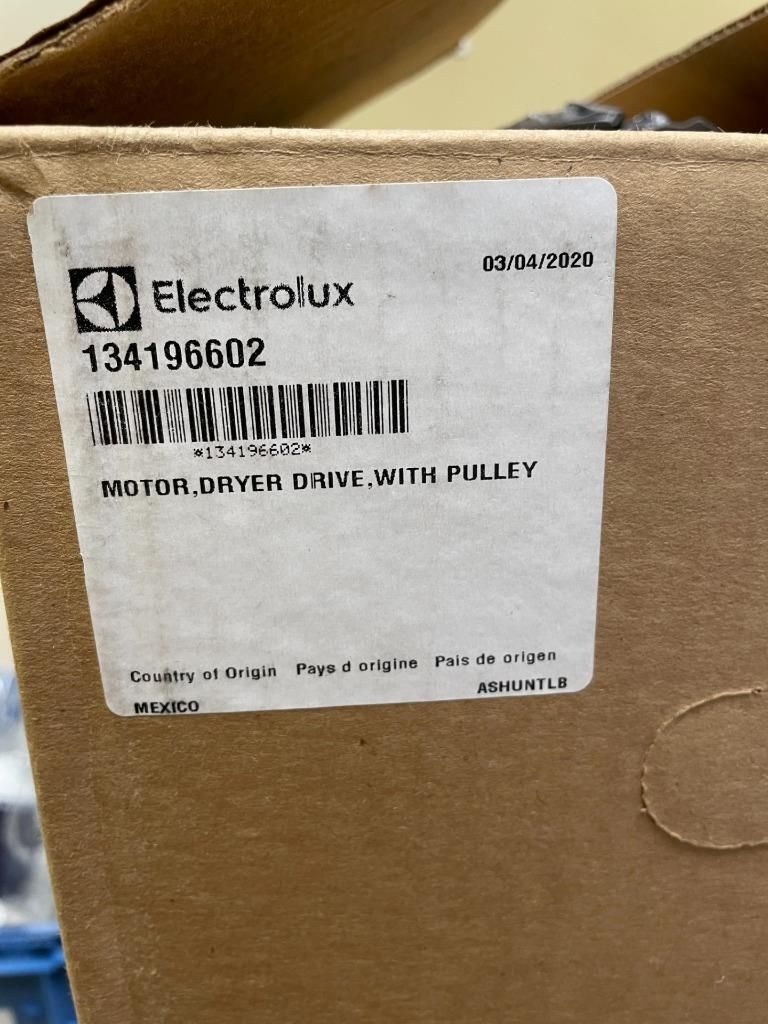 03/04/2020
Electrolux
134196602
*134196602*
MOTOR,DRYER DRIVE,WITH PULLEY
Country of Origin Pays d origine Pais de origen
MEXICO ASHUNTLB